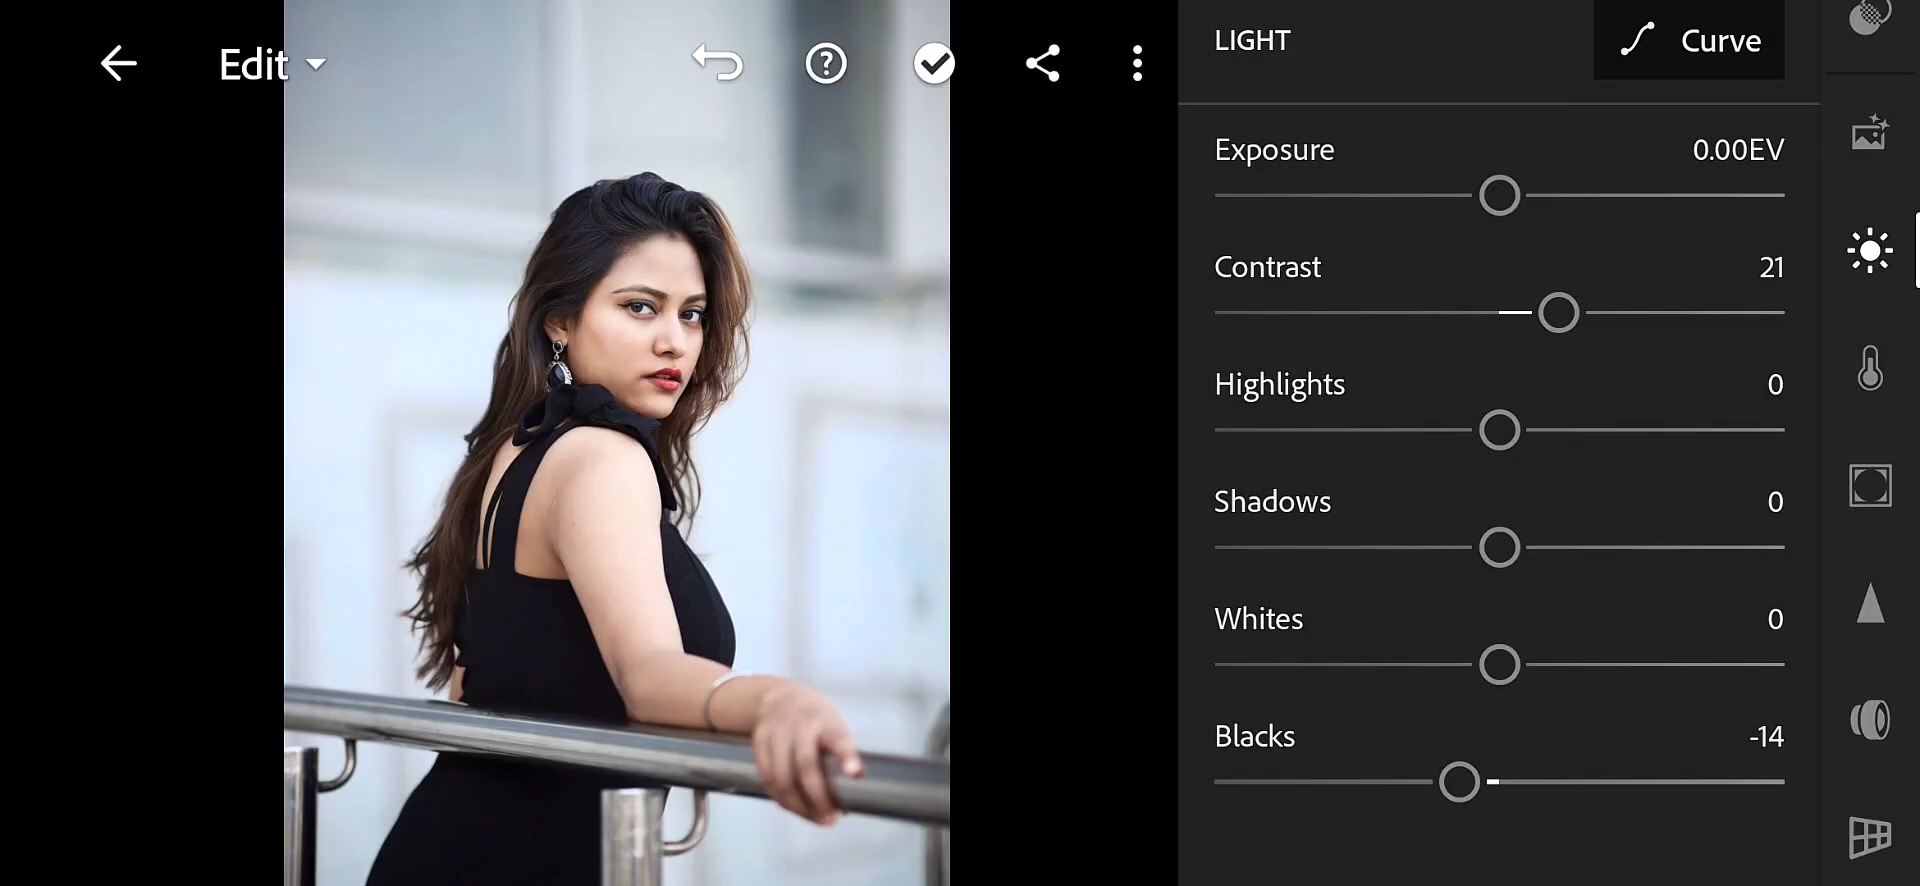 Edit
LIGHT
Curve
Exposure 0.00EV
Contrast 21
Highlights 0
Shadows 0
Whites 0
Blacks -14